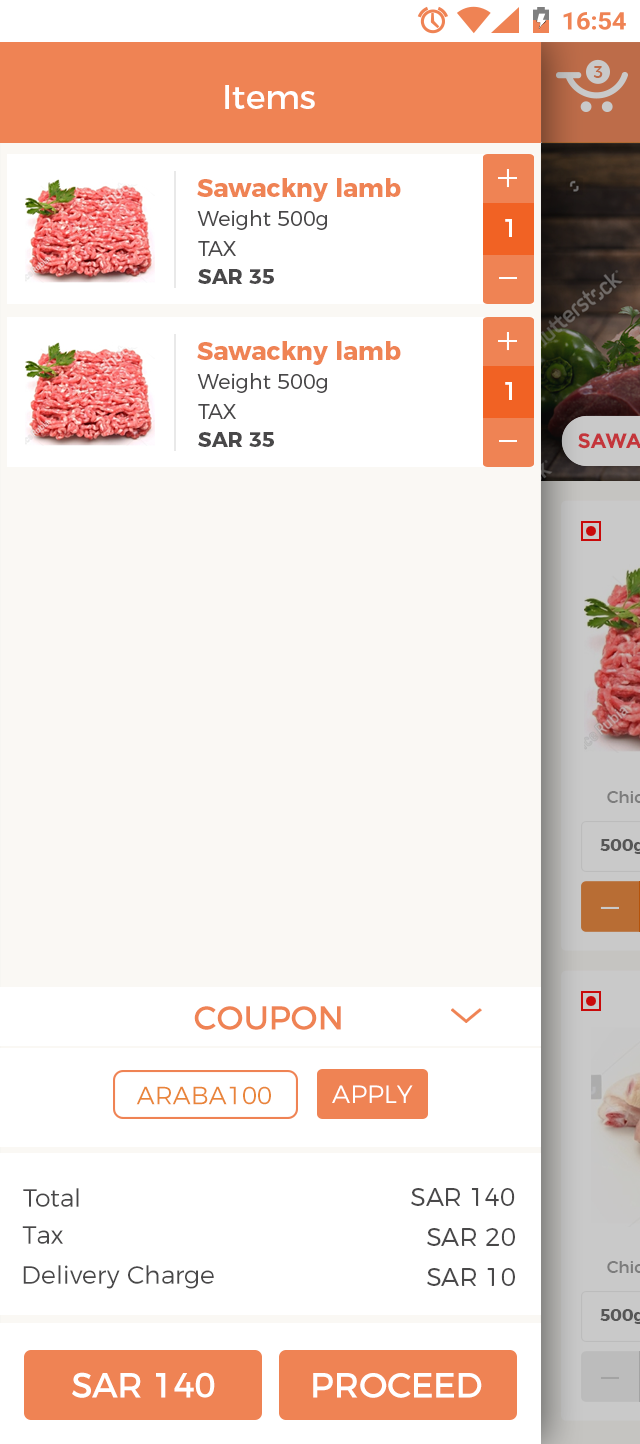 16:54
Items
3
Sawackny lamb
Weight 500g
TAX
SAR 35
+
1
–
Sawackny lamb
Weight 500g
TAX
SAR 35
+
1
–
utterstock
SAWA
Chic
500g
–
COUPON
ARABA100
APPLY
Total SAR 140
Tax SAR 20
Delivery Charge SAR 10
Chic
500g
–
SAR 140
PROCEED